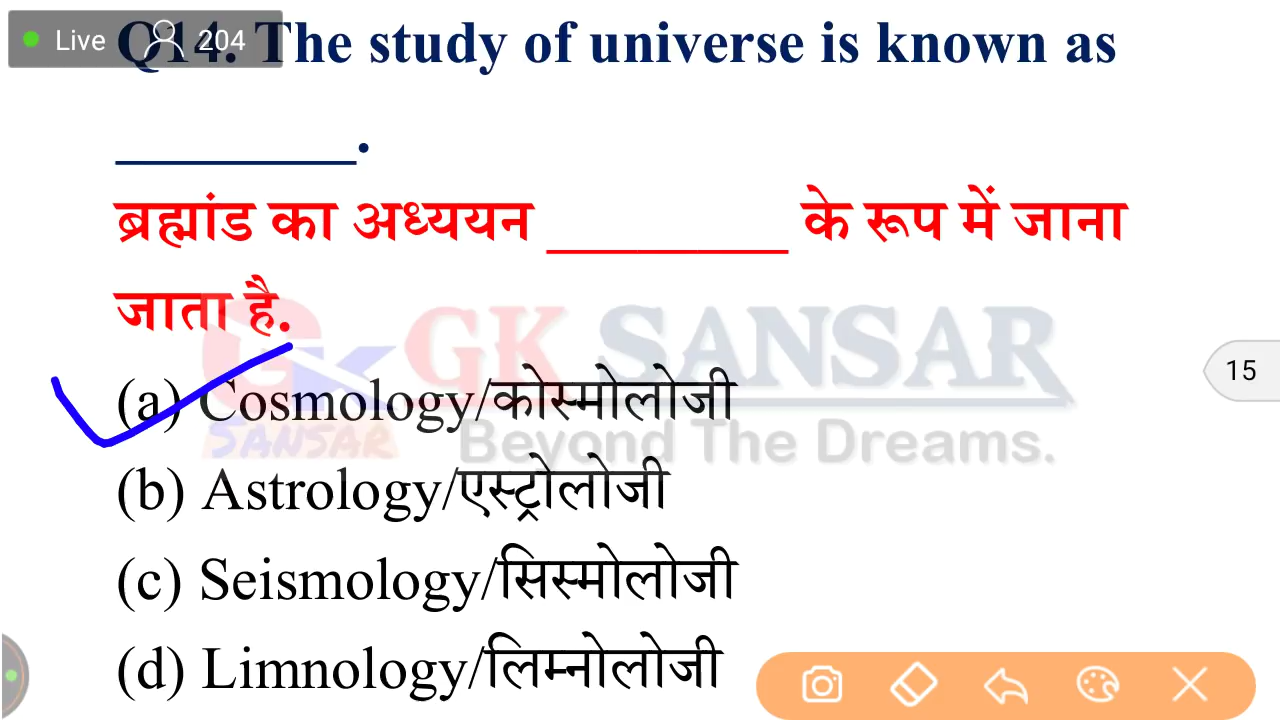 Live 204
Q14. The study of universe is known as
________.
ब्रह्मांड का अध्ययन ________ के रूप में जाना
जाता है.
GK SANSAR
(a) Cosmology/कोस्मोलोजी
SANSAR
Beyond The Dreams.
(b) Astrology/एस्ट्रोलोजी
(c) Seismology/सिस्मोलोजी
(d) Limnology/लिम्नोलोजी
15